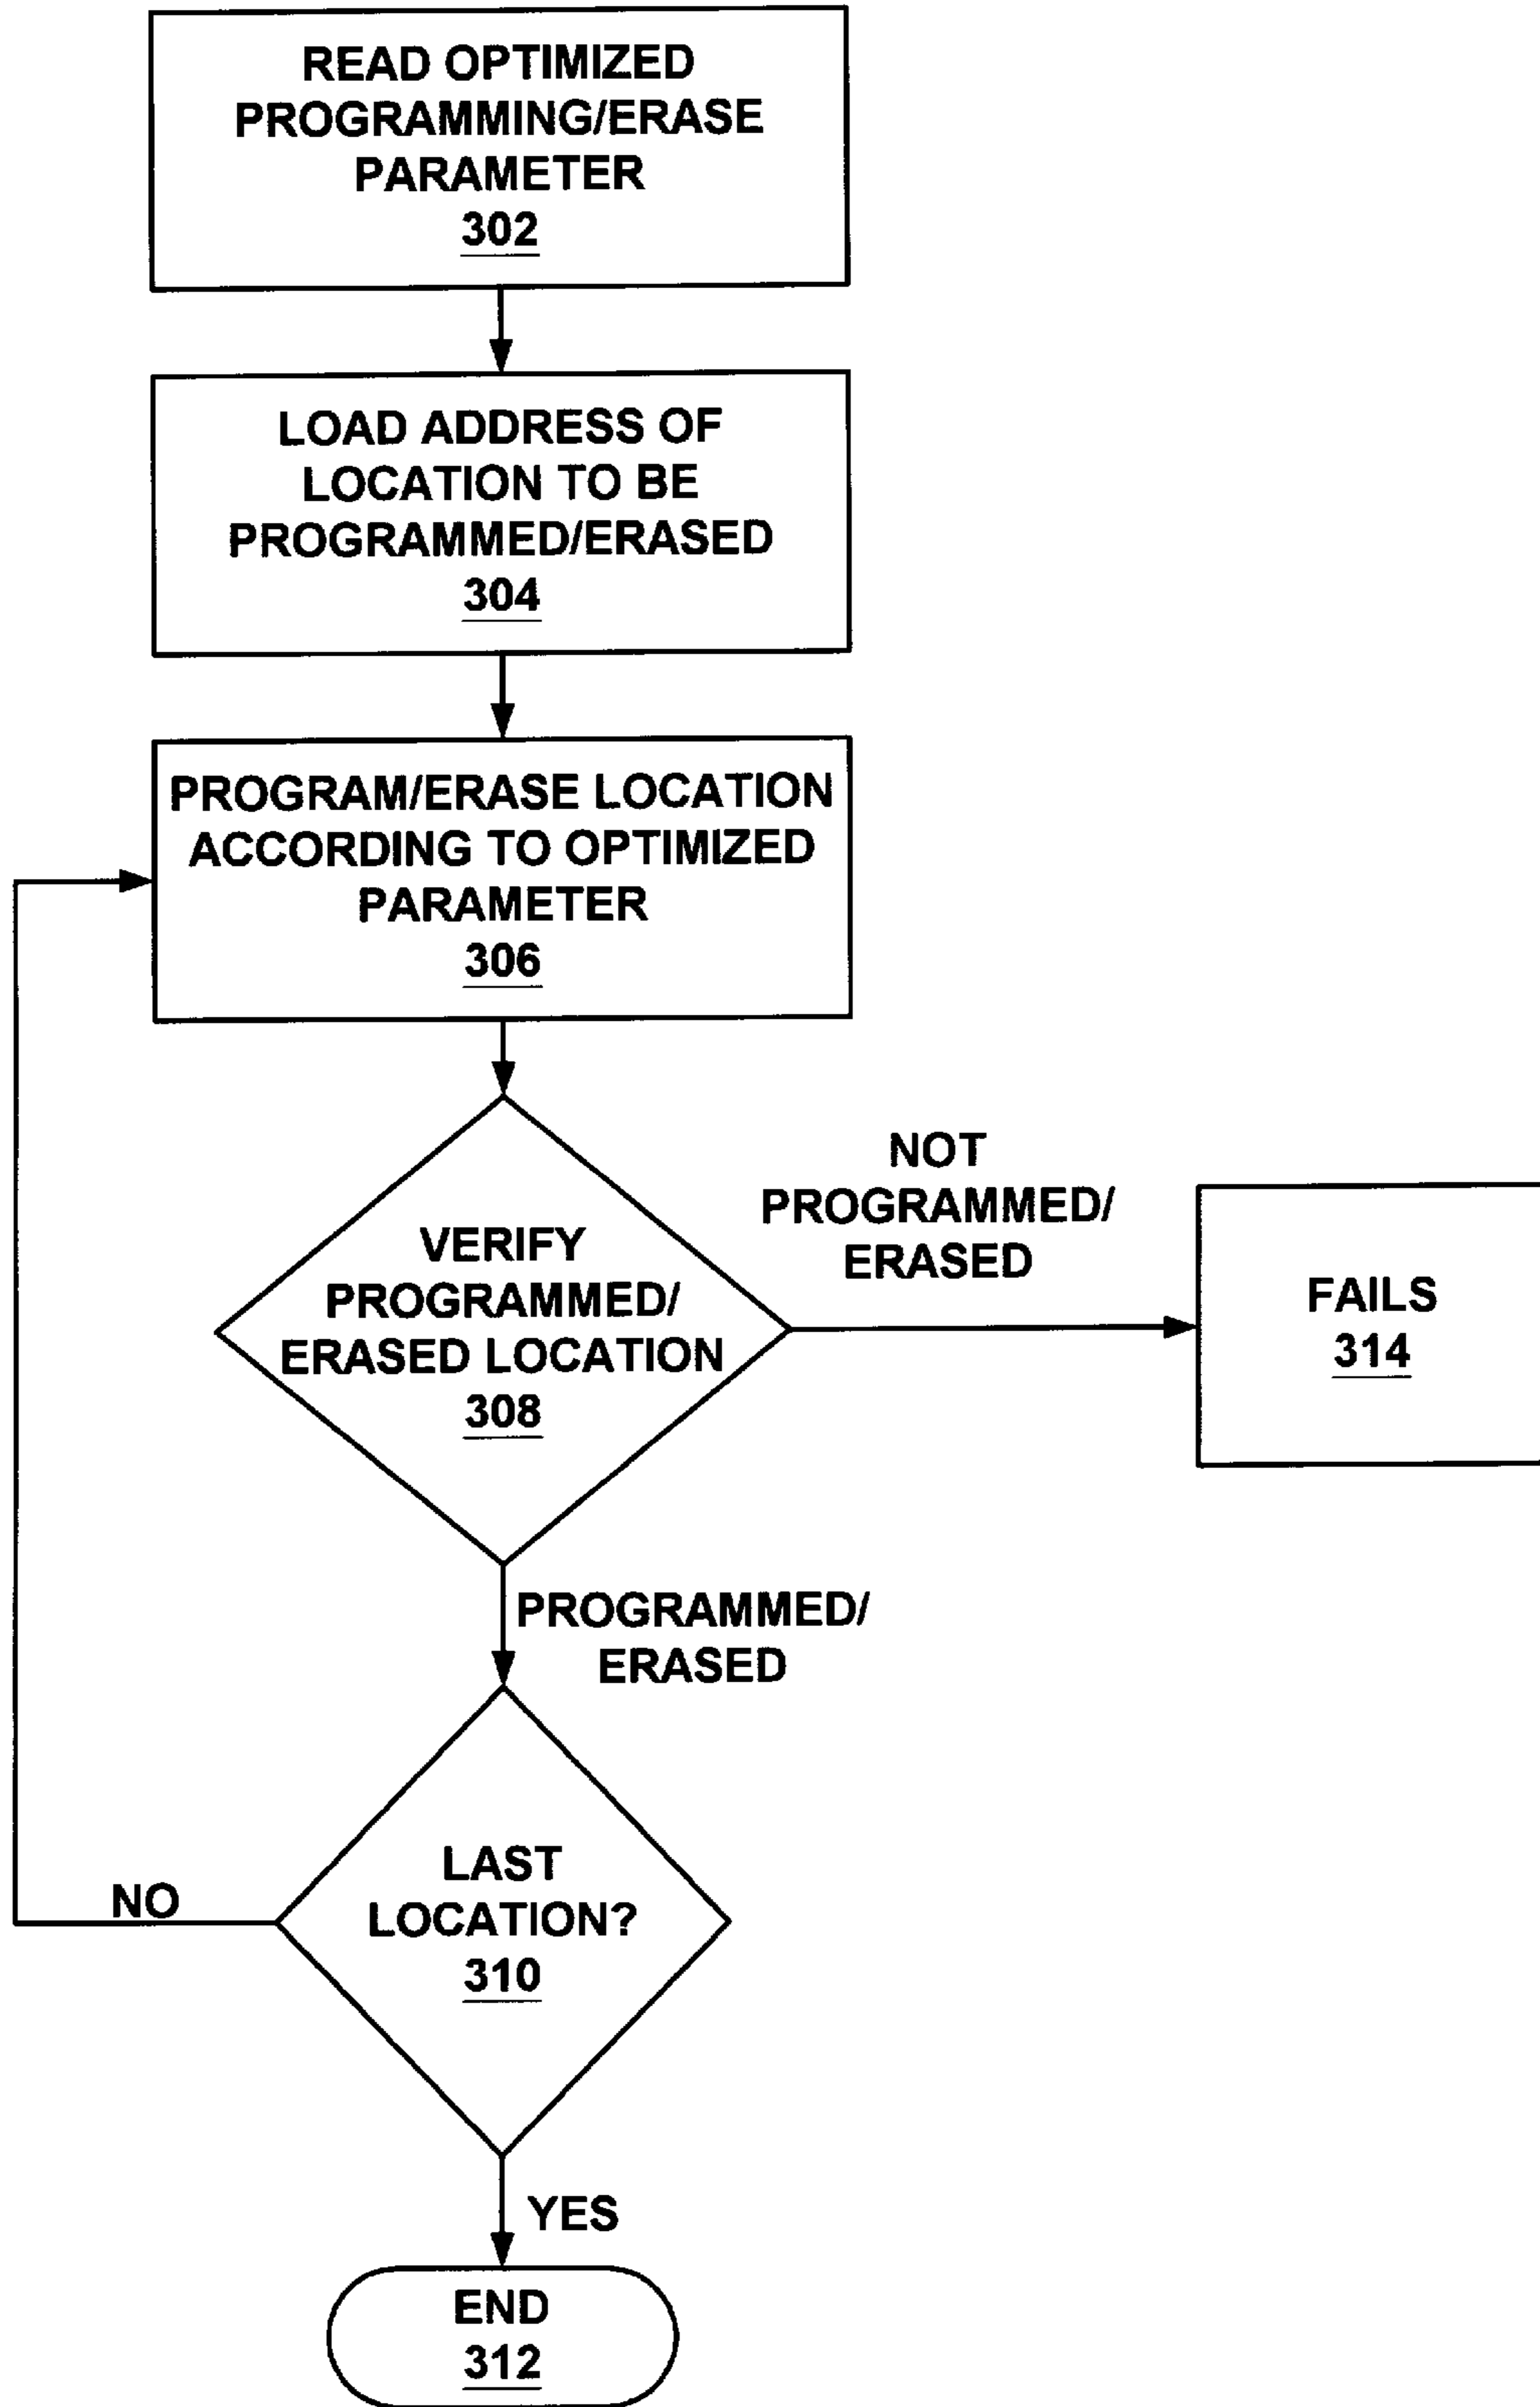 READ OPTIMIZED
PROGRAMMING/ERASE
PARAMETER
302
LOAD ADDRESS OF
LOCATION TO BE
PROGRAMMED/ERASED
304
PROGRAM/ERASE LOCATION
ACCORDING TO OPTIMIZED
PARAMETER
306
VERIFY
PROGRAMMED/
ERASED LOCATION
308
NOT
PROGRAMMED/
ERASED
FAILS
314
PROGRAMMED/
ERASED
LAST
LOCATION?
310
NO
YES
END
312